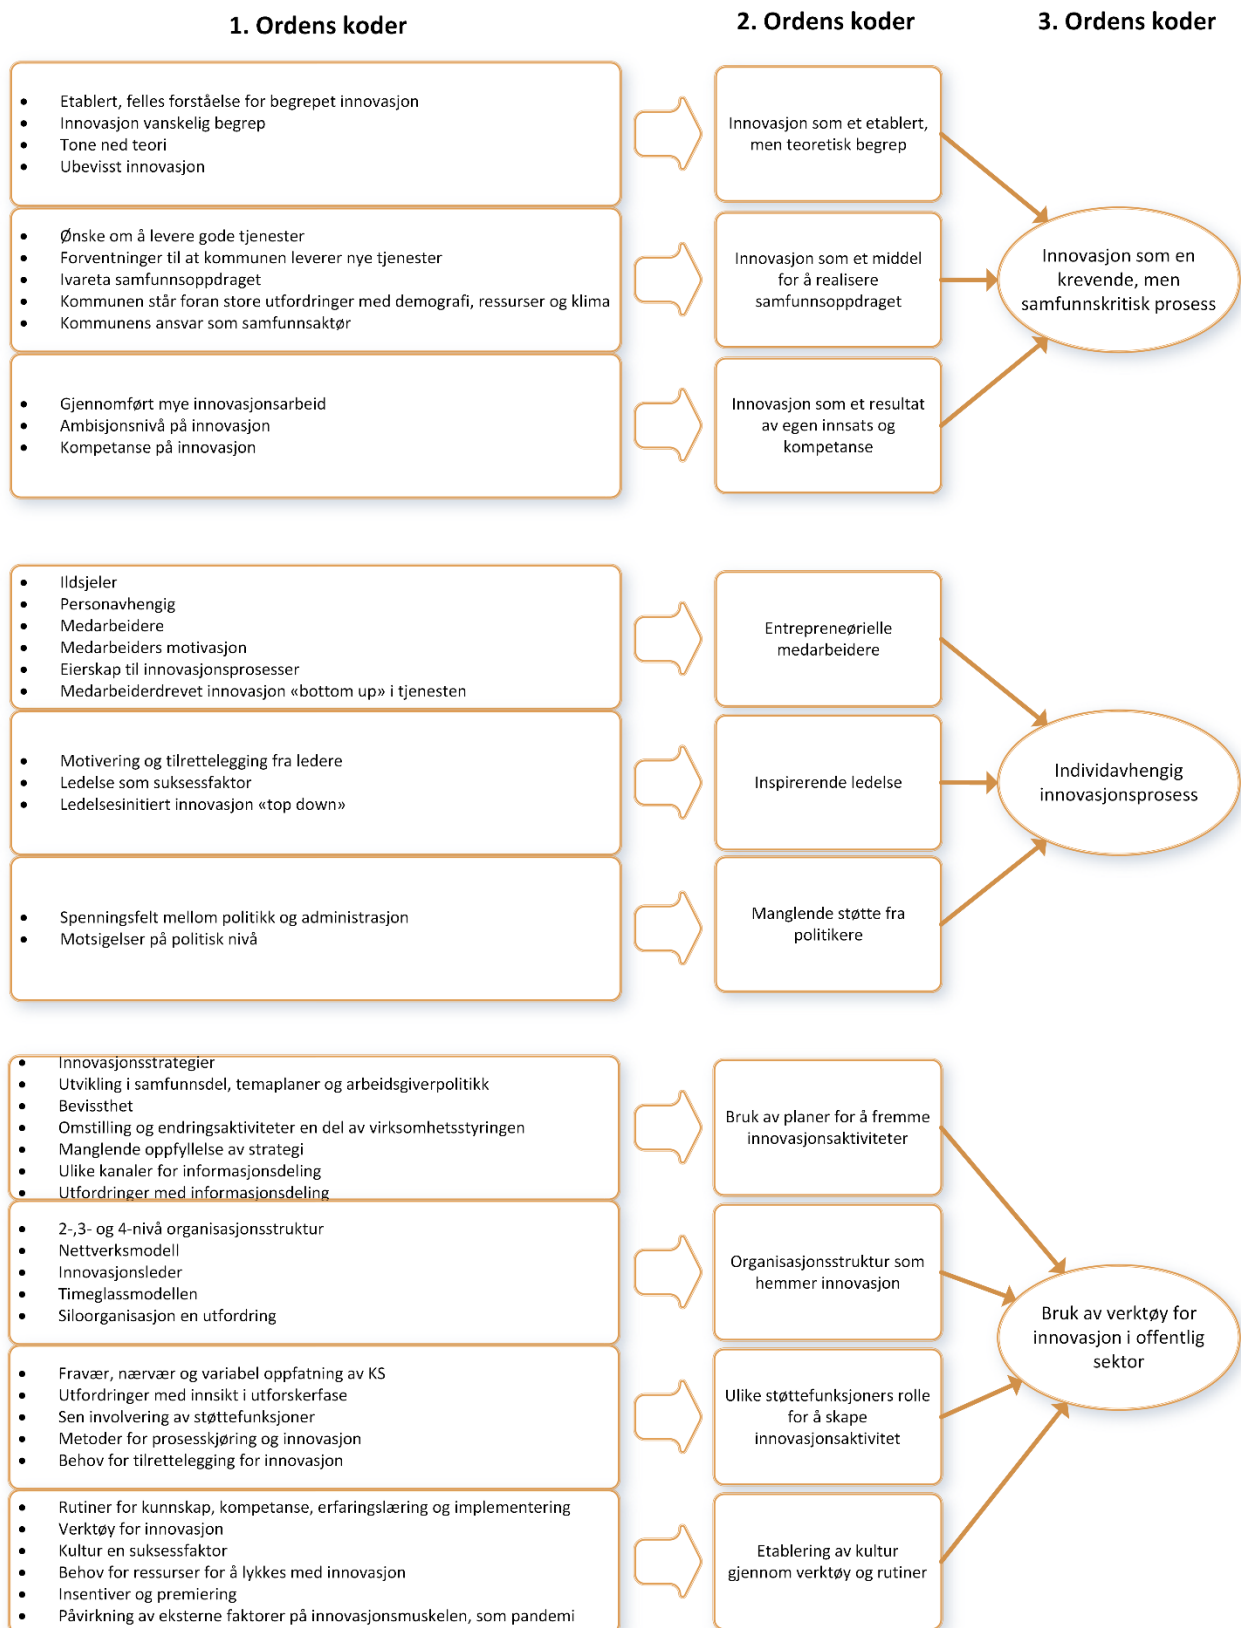 1. Ordens koder
2. Ordens koder
3. Ordens koder
• Etablert, felles forståelse for begrepet innovasjon
• Innovasjon vanskelig begrep
• Tone ned teori
• Ubevisst innovasjon
Innovasjon som et etablert,
men teoretisk begrep
• Ønske om å levere gode tjenester
• Forventninger til at kommunen leverer nye tjenester
• Ivareta samfunnsoppdraget
• Kommunen står foran store utfordringer med demografi, ressurser og klima
• Kommunens ansvar som samfunnsaktør
Innovasjon som et middel
for å realisere
samfunnsoppdraget
• Gjennomført mye innovasjonsarbeid
• Ambisjonsnivå på innovasjon
• Kompetanse på innovasjon
Innovasjon som et resultat
av egen innsats og
kompetanse
Innovasjon som en
krevende, men
samfunnskritisk prosess
• Ildsjeler
• Personavhengig
• Medarbeidere
• Medarbeiders motivasjon
• Eierskap til innovasjonsprosesser
• Medarbeiderdrevet innovasjon «bottom up» i tjenesten
Entrepreneørielle
medarbeidere
• Motivering og tilrettelegging fra ledere
• Ledelse som suksessfaktor
• Ledelsesinitiert innovasjon «top down»
Inspirerende ledelse
• Spenningsfelt mellom politikk og administrasjon
• Motsigelser på politisk nivå
Manglende støtte fra
politikere
Individavhengig
innovasjonsprosess
• Innovasjonsstrategier
• Utvikling i samfunnsdel, temaplaner og arbeidsgiverpolitikk
• Bevissthet
• Omstilling og endringsaktiviteter en del av virksomhetsstyringen
• Manglende oppfyllelse av strategi
• Ulike kanaler for informasjonsdeling
• Utfordringer med informasjonsdeling
Bruk av planer for å fremme
innovasjonsaktiviteter
• 2-,3- og 4-nivå organisasjonsstruktur
• Nettverksmodell
• Innovasjonsleder
• Timeglassmodellen
• Siloorganisasjon en utfordring
Organisasjonsstruktur som
hemmer innovasjon
• Fravær, nærvær og variabel oppfatning av KS
• Utfordringer med innsikt i utforskerfase
• Sen involvering av støttefunksjoner
• Metoder for prosesskjøring og innovasjon
• Behov for tilrettelegging for innovasjon
Ulike støttefunksjoners rolle
for å skape
innovasjonsaktivitet
• Rutiner for kunnskap, kompetanse, erfaringslæring og implementering
• Verktøy for innovasjon
• Kultur en suksessfaktor
• Behov for ressurser for å lykkes med innovasjon
• Insentiver og premiering
• Påvirkning av eksterne faktorer på innovasjonsmuskelen, som pandemi
Etablering av kultur
gjennom verktøy og rutiner
Bruk av verktøy for
innovasjon i offentlig
sektor